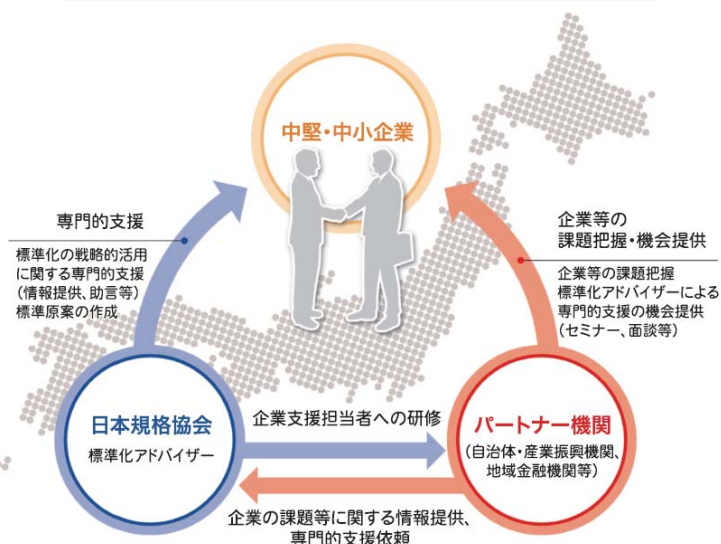 中堅・中小企業
専門的支援
標準化の戦略的活用
に関する専門的支援
（情報提供、助言等）
標準原案の作成
企業等の
課題把握・機会提供
企業等の課題把握
標準化アドバイザーによる
専門的支援の機会提供
（セミナー、面談等）
日本規格協会
標準化アドバイザー
企業支援担当者への研修
パートナー機関
（自治体・産業振興機関、
地域金融機関等）
企業の課題等に関する情報提供、
専門的支援依頼